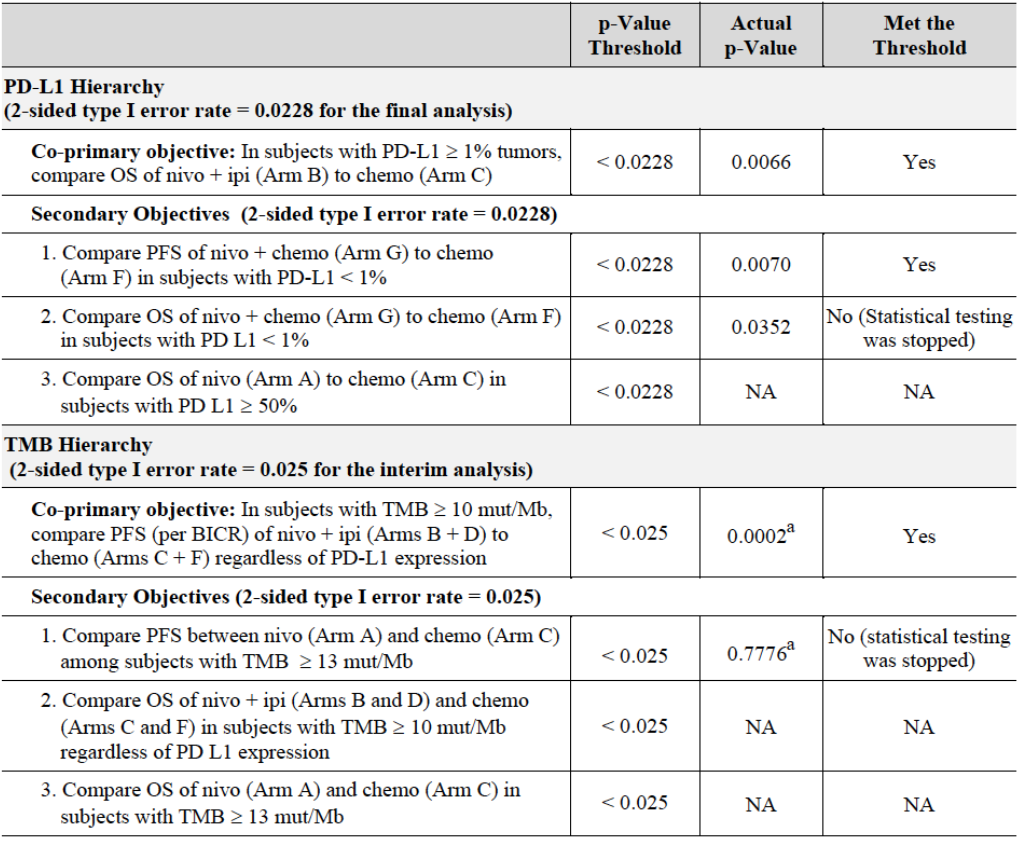 p-Value
Threshold
Actual
p-Value
Met the
Threshold
PD-L1 Hierarchy
(2-sided type I error rate = 0.0228 for the final analysis)
Co-primary objective: In subjects with PD-L1 ≥ 1% tumors,
compare OS of nivo + ipi (Arm B) to chemo (Arm C)
< 0.0228
0.0066
Yes
Secondary Objectives (2-sided type I error rate = 0.0228)
1. Compare PFS of nivo + chemo (Arm G) to chemo
(Arm F) in subjects with PD-L1 < 1%
< 0.0228
0.0070
Yes
2. Compare OS of nivo + chemo (Arm G) to chemo (Arm F)
in subjects with PD L1 < 1%
< 0.0228
0.0352
No (Statistical testing
was stopped)
3. Compare OS of nivo (Arm A) to chemo (Arm C) in
subjects with PD L1 ≥ 50%
< 0.0228
NA
NA
TMB Hierarchy
(2-sided type I error rate = 0.025 for the interim analysis)
Co-primary objective: In subjects with TMB ≥ 10 mut/Mb,
compare PFS (per BICR) of nivo + ipi (Arms B + D) to
chemo (Arms C + F) regardless of PD-L1 expression
< 0.025
0.0002a
Yes
Secondary Objectives (2-sided type I error rate = 0.025)
1. Compare PFS between nivo (Arm A) and chemo (Arm C)
among subjects with TMB ≥ 13 mut/Mb
< 0.025
0.7776a
No (statistical testing
was stopped)
2. Compare OS of nivo + ipi (Arms B and D) and chemo
(Arms C and F) in subjects with TMB ≥ 10 mut/Mb
regardless of PD L1 expression
< 0.025
NA
NA
3. Compare OS of nivo (Arm A) and chemo (Arm C) in
subjects with TMB ≥ 13 mut/Mb
< 0.025
NA
NA